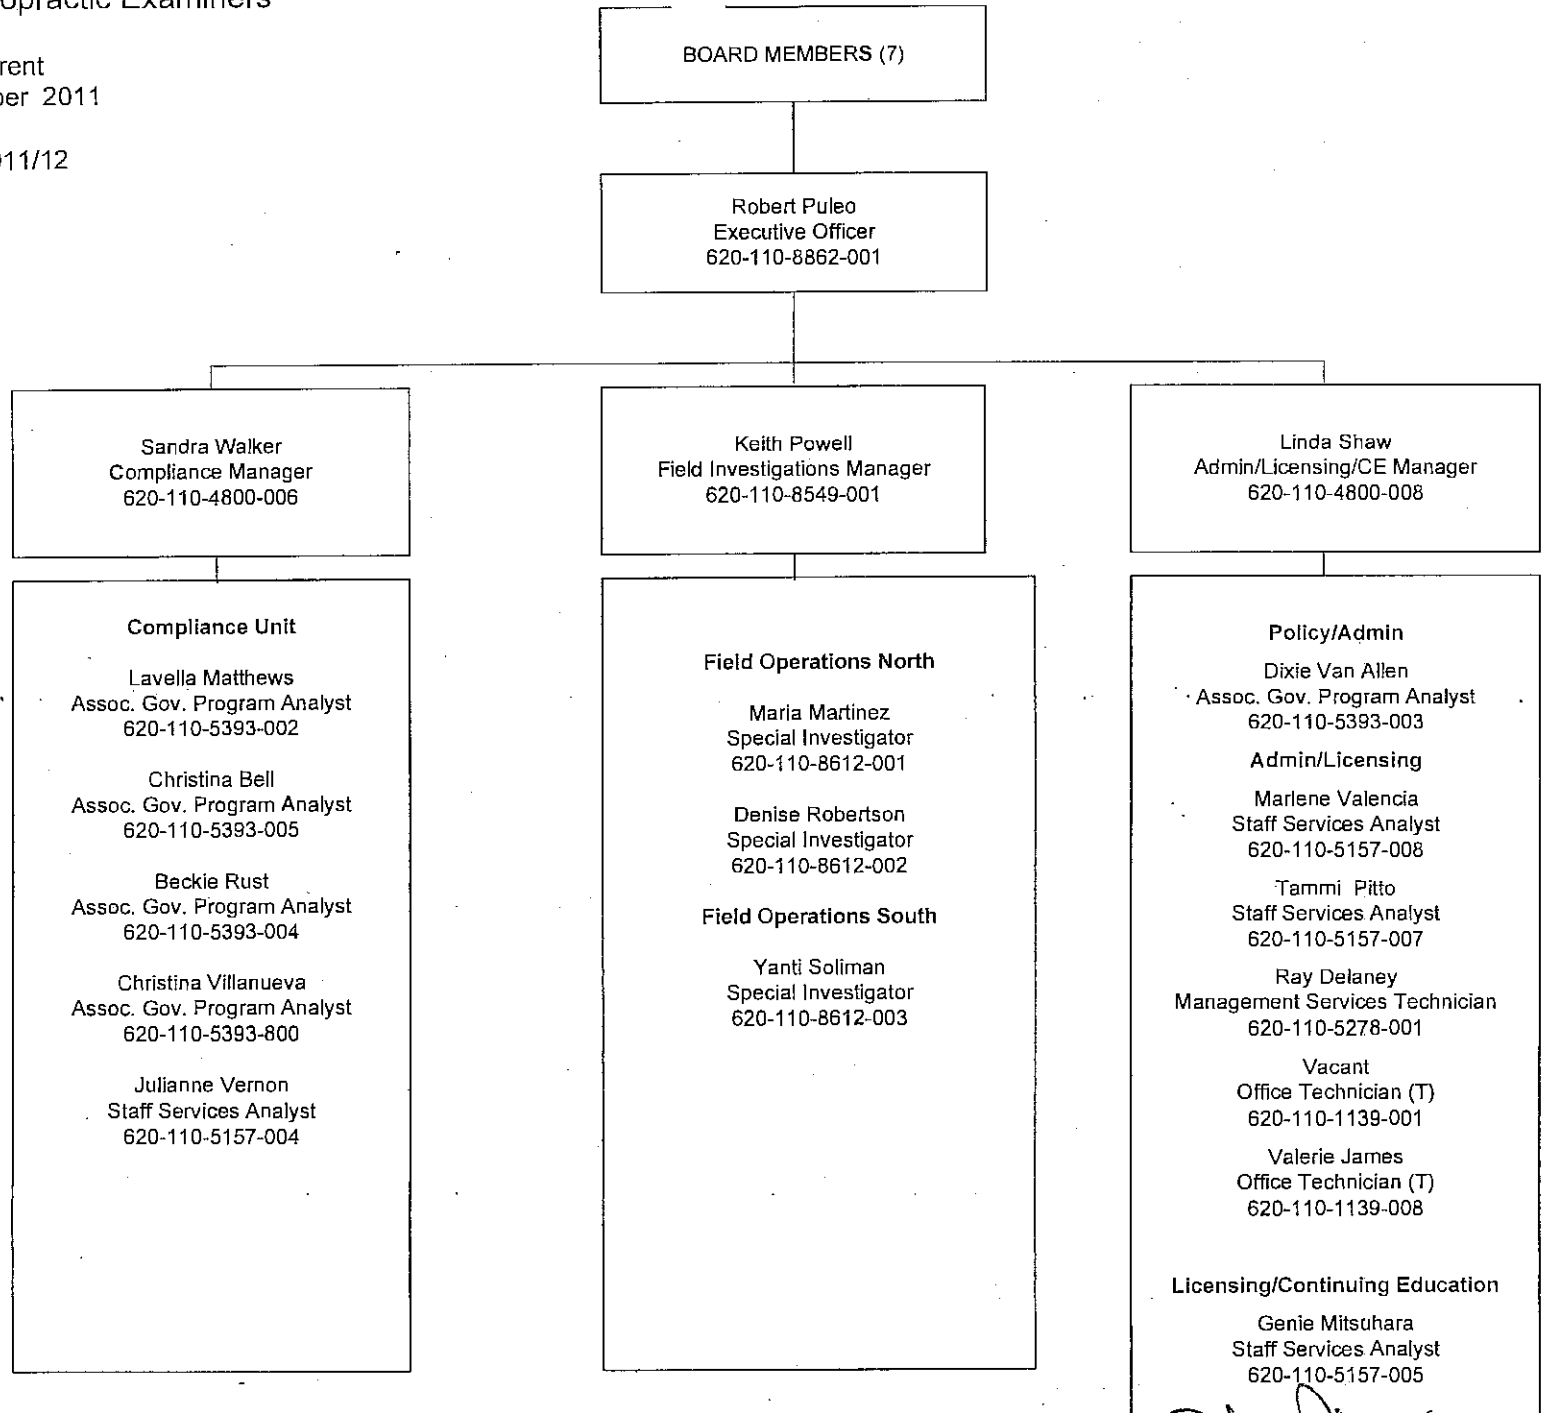 2011
011/12
BOARD MEMBERS (7)
Robert Puleo
Executive Officer
620-110-8862-001
Sandra Walker
Compliance Manager
620-110-4800-006
Keith Powell
Field Investigations Manager
620-110-8549-001
Linda Shaw
Admin/Licensing/CE Manager
620-110-4800-008
Compliance Unit
Lavella Matthews
Assoc. Gov. Program Analyst
620-110-5393-002
Christina Bell
Assoc. Gov. Program Analyst
620-110-5393-005
Beckie Rust
Assoc. Gov. Program Analyst
620-110-5393-004
Christina Villanueva
Assoc. Gov. Program Analyst
620-110-5393-800
Julianne Vernon
Staff Services Analyst
620-110-5157-004
Field Operations North
Maria Martinez
Special Investigator
620-110-8612-001
Denise Robertson
Special Investigator
620-110-8612-002
Field Operations South
Yanti Soliman
Special Investigator
620-110-8612-003
Policy/Admin
Dixie Van Allen
Assoc. Gov. Program Analyst
620-110-5393-003
Admin/Licensing
Marlene Valencia
Staff Services Analyst
620-110-5157-008
Tammi Pitto
Staff Services Analyst
620-110-5157-007
Ray Delaney
Management Services Technician
620-110-5278-001
Vacant
Office Technician (T)
620-110-1139-001
Valerie James
Office Technician (T)
620-110-1139-008
Licensing/Continuing Education
Genie Mitsuhara
Staff Services Analyst
620-110-5157-005